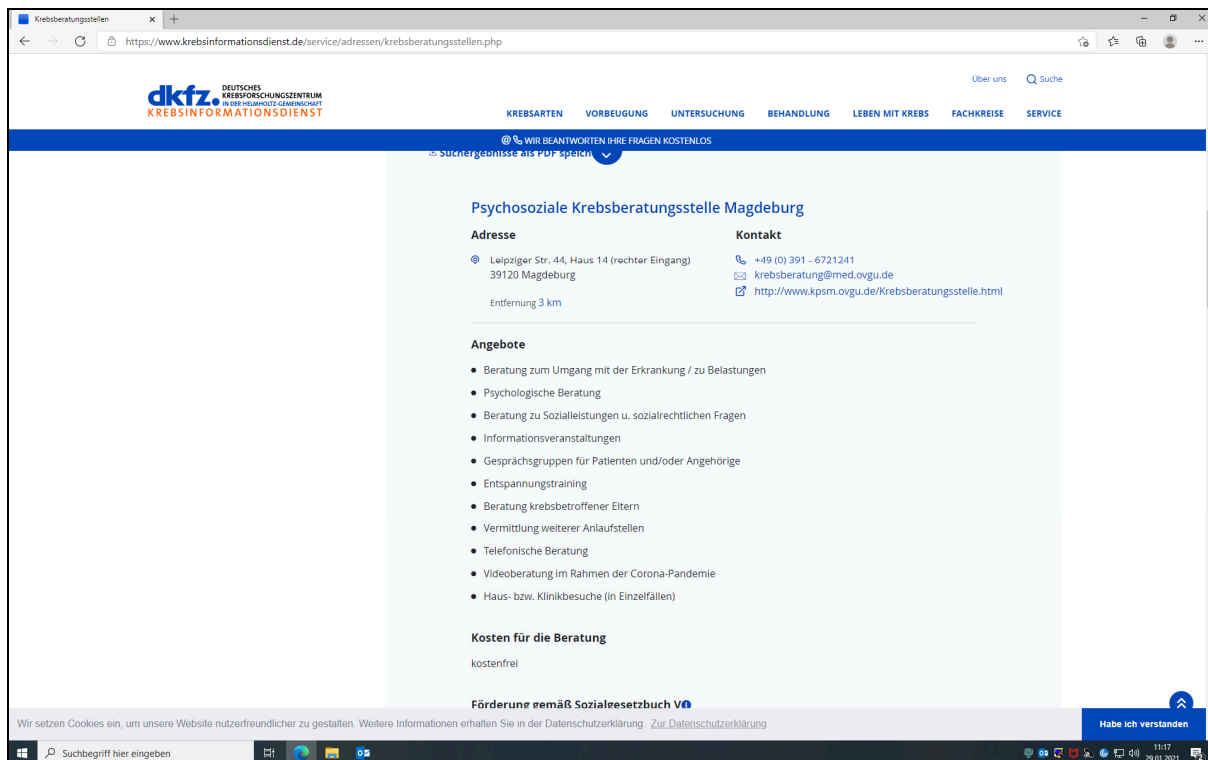 Krebsberatungsstellen
https://www.krebsinformationsdienst.de/service/adressen/krebsberatungsstellen.php
Über uns Suche
dkfz. DEUTSCHES
KREBSFORSCHUNGSZENTRUM
IN DER HELMHOLTZ-GEMEINSCHAFT
KREBSINFORMATIONSDIENST
KREBSARTEN VORBEUGUNG UNTERSUCHUNG BEHANDLUNG LEBEN MIT KREBS FACHKREISE SERVICE
@ WIR BEANTWORTEN IHRE FRAGEN KOSTENLOS
Suchergebnisse als PDF speich
Psychosoziale Krebsberatungsstelle Magdeburg
Adresse
Leipziger Str. 44, Haus 14 (rechter Eingang)
39120 Magdeburg
Entfernung 3 km
Kontakt
+49 (0) 391 - 6721241
krebsberatung@med.ovgu.de
http://www.kpsm.ovgu.de/Krebsberatungsstelle.html
Angebote
Beratung zum Umgang mit der Erkrankung / zu Belastungen
Psychologische Beratung
Beratung zu Sozialleistungen u. sozialrechtlichen Fragen
Informationsveranstaltungen
Gesprächsgruppen für Patienten und/oder Angehörige
Entspannungstraining
Beratung krebsbetroffener Eltern
Vermittlung weiterer Anlaufstellen
Telefonische Beratung
Videoberatung im Rahmen der Corona-Pandemie
Haus- bzw. Klinikbesuche (in Einzelfällen)
Kosten für die Beratung
kostenfrei
Förderung gemäß Sozialgesetzbuch V
Wir setzen Cookies ein, um unsere Website nutzerfreundlicher zu gestalten. Weitere Informationen erhalten Sie in der Datenschutzerklärung. Zur Datenschutzerklärung
Habe ich verstanden
Suchbegriff hier eingeben
11:17
29.01.2021